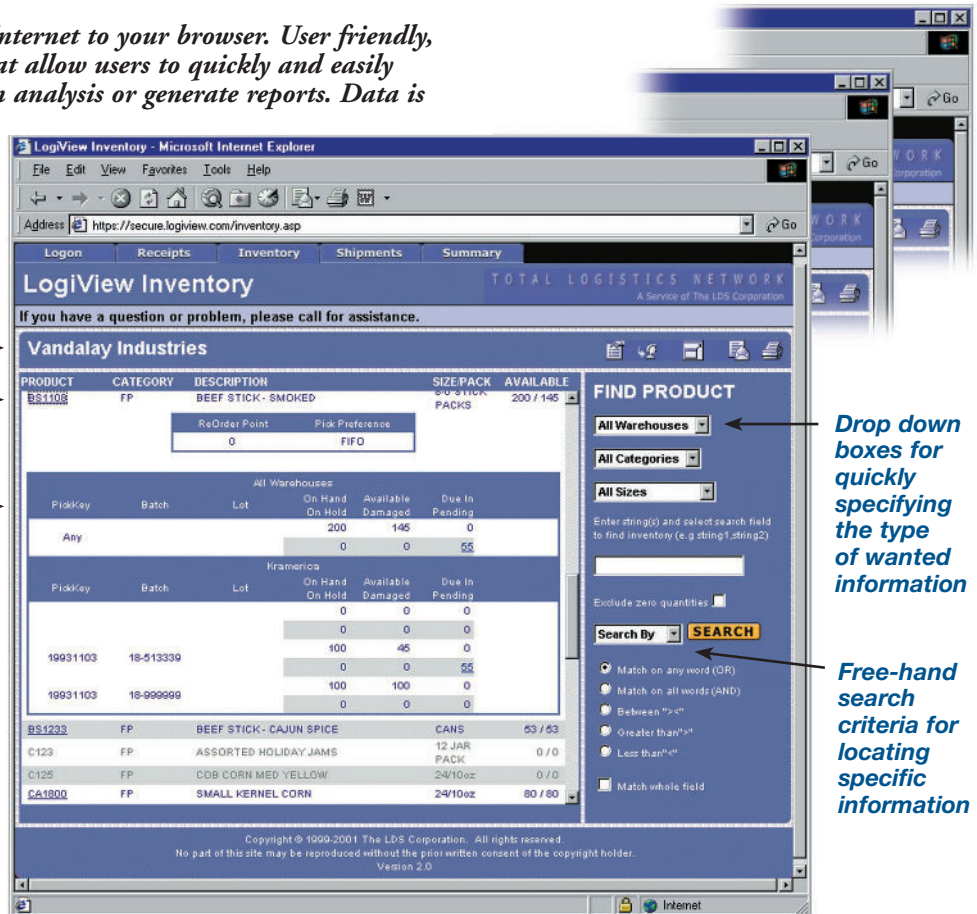 Internet to your browser. User friendly,
at allow users to quickly and easily
n analysis or generate reports. Data is
Go
WORK
Corporation
Go
WORK
Corporation
LogiView Inventory - Microsoft Internet Explorer
File Edit View Favorites Tools Help
Address https://secure.logiview.com/inventory.asp Go
Logon Receipts Inventory Shipments Summary
LogiView Inventory
TOTAL LOGISTICS NETWORK
A Service of The LDS Corporation
If you have a question or problem, please call for assistance.
Vandalay Industries
PRODUCT CATEGORY DESCRIPTION SIZE/PACK AVAILABLE
BS1108 FP BEEF STICK - SMOKED STICK PACKS 200 / 145
ReOrder Point Pick Preference
0 FIFO
All Warehouses
PickKey Batch Lot On Hand Available Due In
On Hold Damaged Pending
Any 200 145 0
0 0 55
Kramerica
PickKey Batch Lot On Hand Available Due In
On Hold Damaged Pending
0 0 0
0 0 0
19931103 18-513339 100 45 0
0 0 55
19931103 18-999999 100 100 0
0 0 0
BS1233 FP BEEF STICK - CAJUN SPICE CANS 53 / 53
C123 FP ASSORTED HOLIDAY JAMS 12 JAR PACK 0 / 0
C125 FP COB CORN MED YELLOW 24/10oz 0 / 0
CA1800 FP SMALL KERNEL CORN 24/10oz 80 / 80
FIND PRODUCT
All Warehouses
All Categories
All Sizes
Enter string(s) and select search field
to find inventory (e.g string1,string2)
Exclude zero quantities
Search By SEARCH
Match on any word (OR)
Match on all words (AND)
Between "><"
Greater than ">"
Less than "<"
Match whole field
Copyright © 1999-2001 The LDS Corporation. All rights reserved.
No part of this site may be reproduced without the prior written consent of the copyright holder.
Version 2.0
Internet
Drop down
boxes for
quickly
specifying
the type
of wanted
information
Free-hand
search
criteria for
locating
specific
information